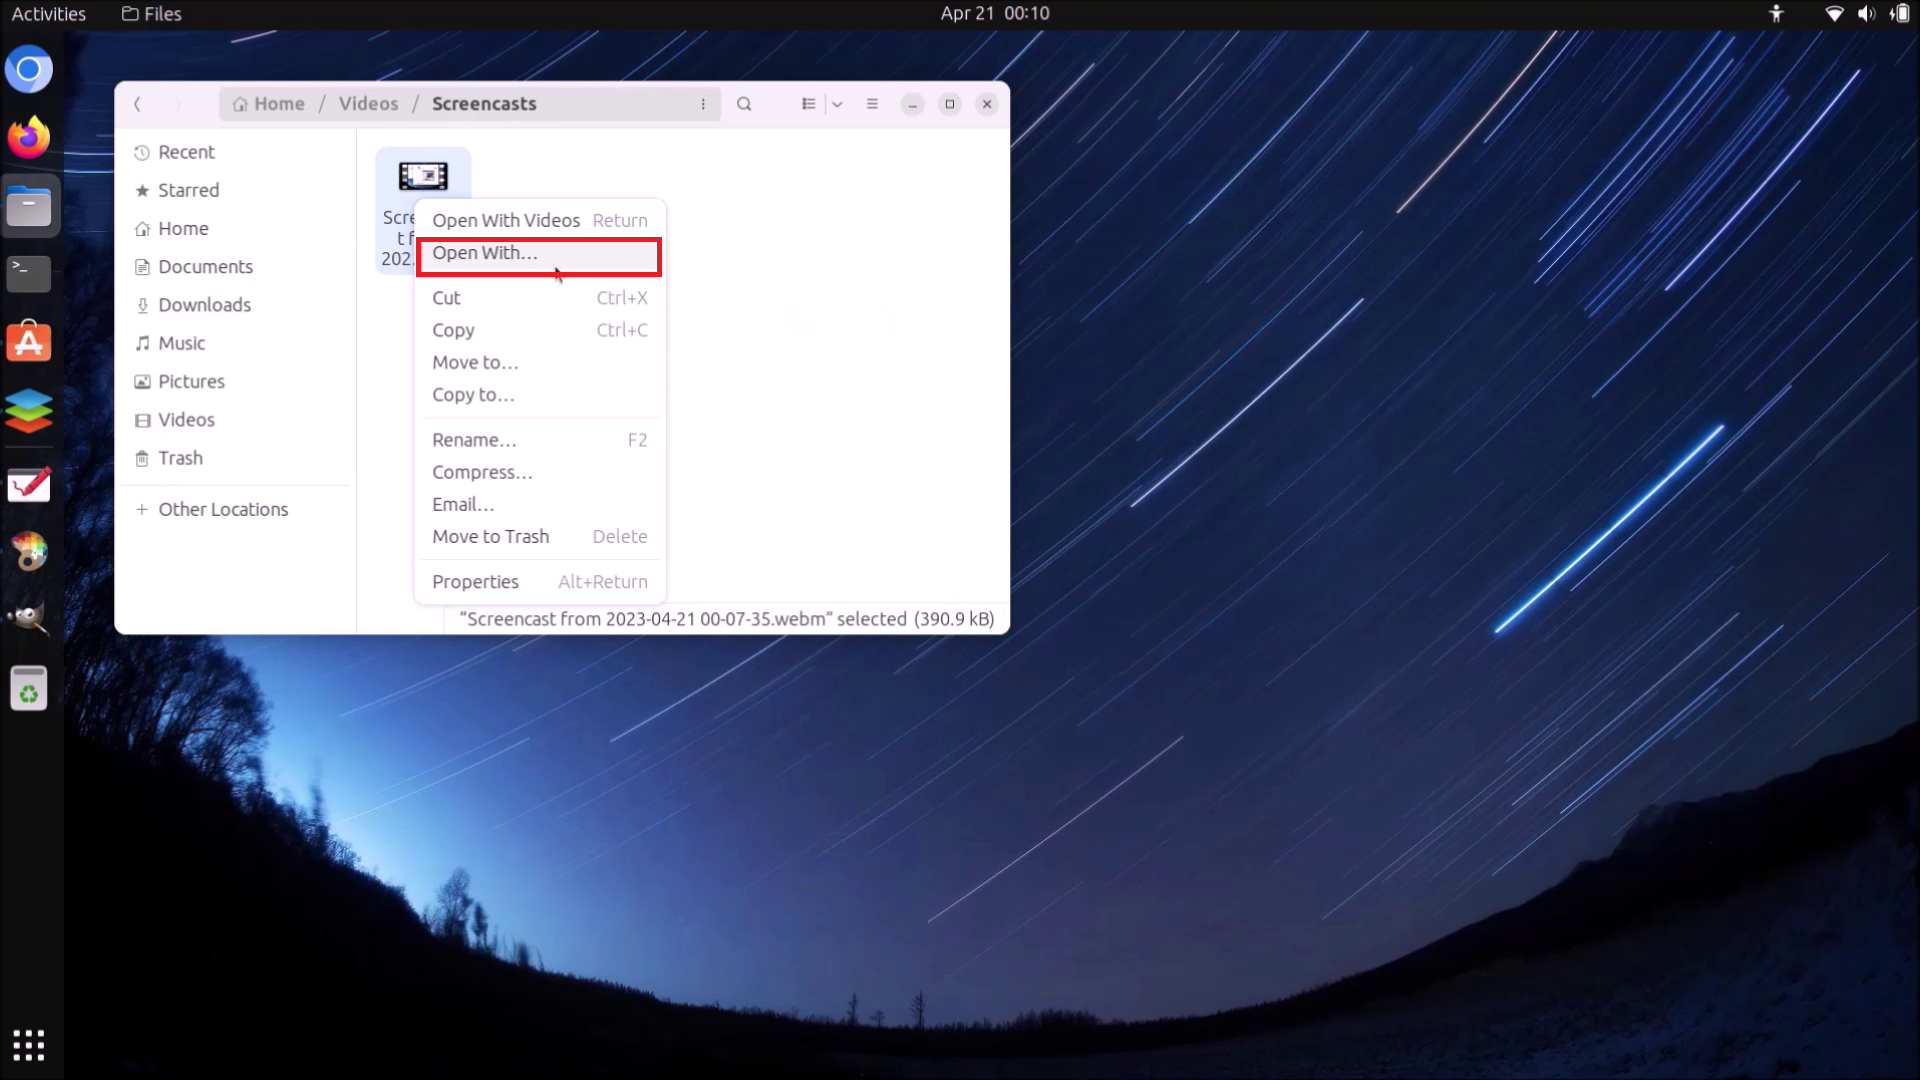 Activities Files Apr 21 00:10
Home / Videos / Screencasts
Recent
Starred
Home
Documents
Downloads
Music
Pictures
Videos
Trash
+ Other Locations
Scre
t f
202.
Open With Videos Return
Open With...
Cut Ctrl+X
Copy Ctrl+C
Move to...
Copy to...
Rename... F2
Compress...
Email...
Move to Trash Delete
Properties Alt+Return
“Screencast from 2023-04-21 00-07-35.webm” selected (390.9 kB)